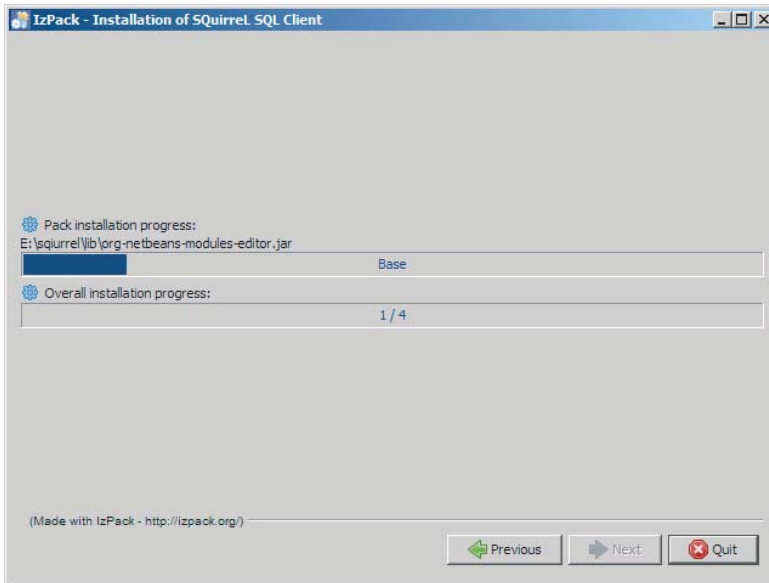 IzPack - Installation of SQuirreL SQL Client
Pack installation progress:
E:\sqiurrel\lib\org-netbeans-modules-editor.jar
Base
Overall installation progress:
1 / 4
(Made with IzPack - http://izpack.org/)
Previous
Next
Quit